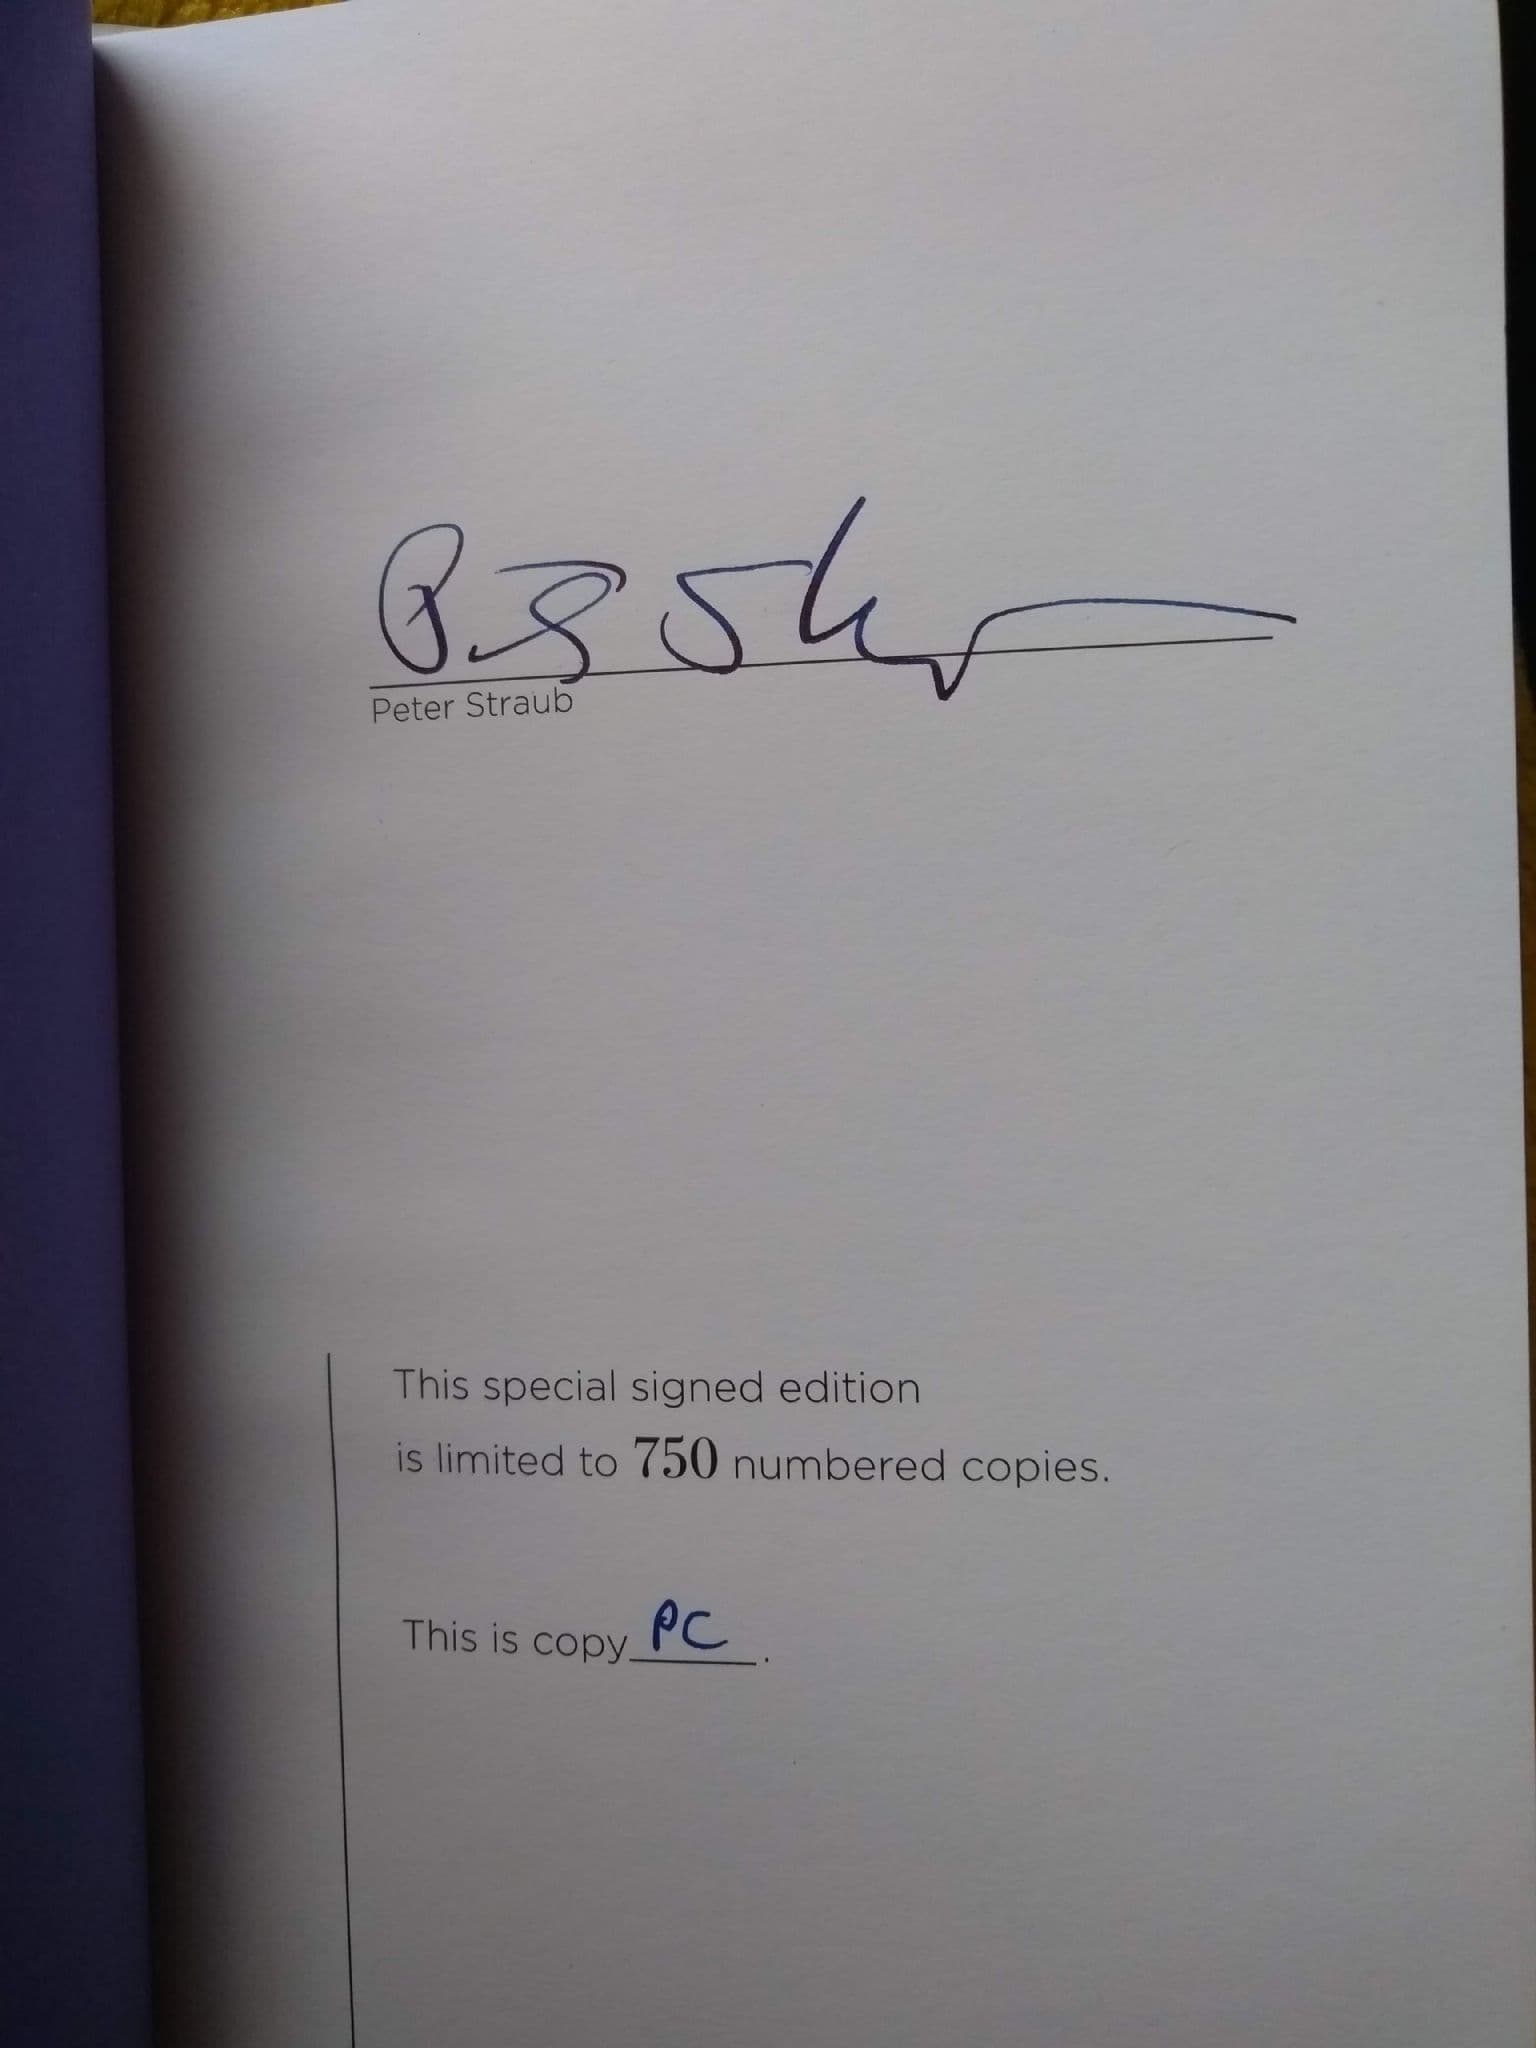 Peter Straub
This special signed edition
is limited to 750 numbered copies.
This is copy PC.